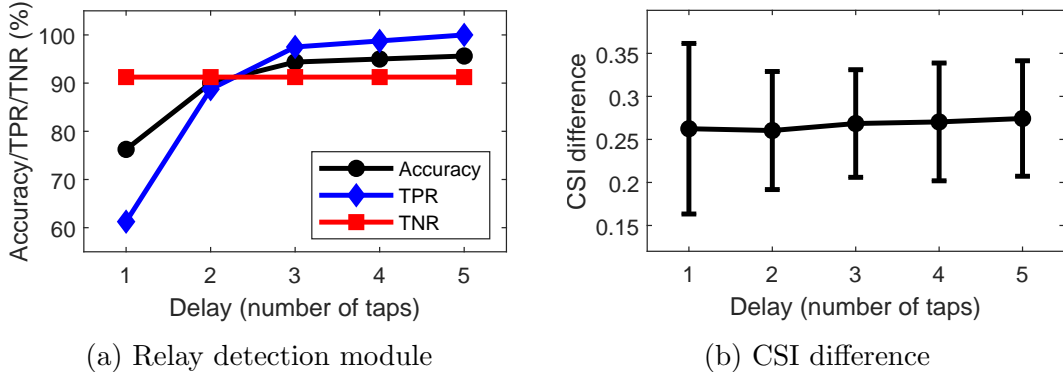 Accuracy/TPR/TNR (%)
100
90
80
70
60
Accuracy
TPR
TNR
1 2 3 4 5
Delay (number of taps)
(a) Relay detection module
CSI difference
0.35
0.3
0.25
0.2
0.15
1 2 3 4 5
Delay (number of taps)
(b) CSI difference